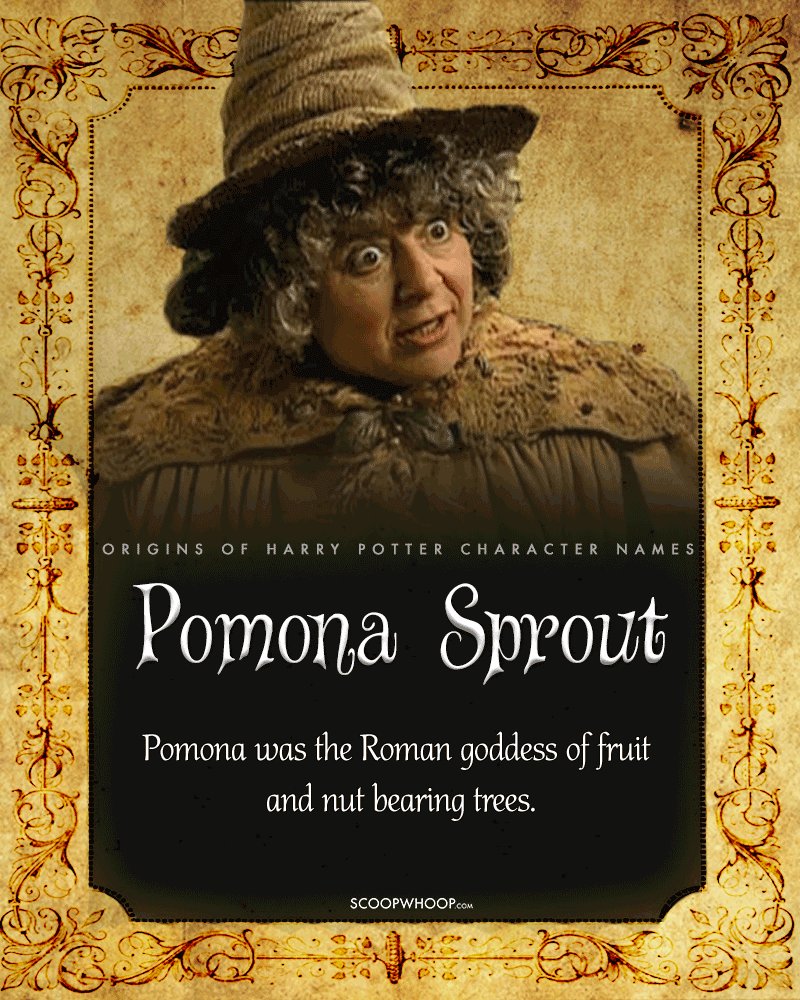 ORIGINS OF HARRY POTTER CHARACTER NAMES
Pomona Sprout
Pomona was the Roman goddess of fruit
and nut bearing trees.
SCOOPWHOOP.COM